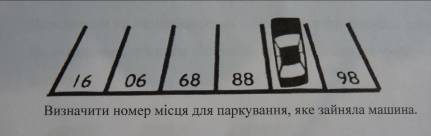 16 06 68 88 98
Визначити номер місця для паркування, яке зайняла машина.